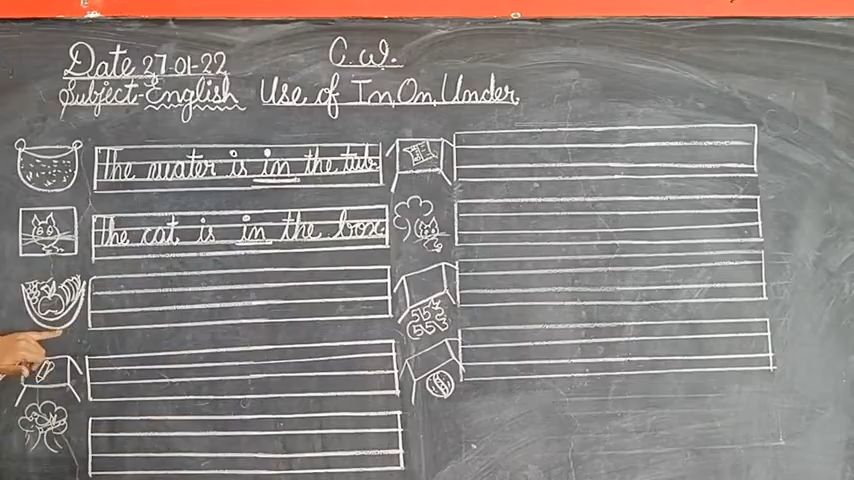 C.W.
Date 27-01-22
Subject-English Use of In, On, Under
The water is in the tub.
The cat is in the box.